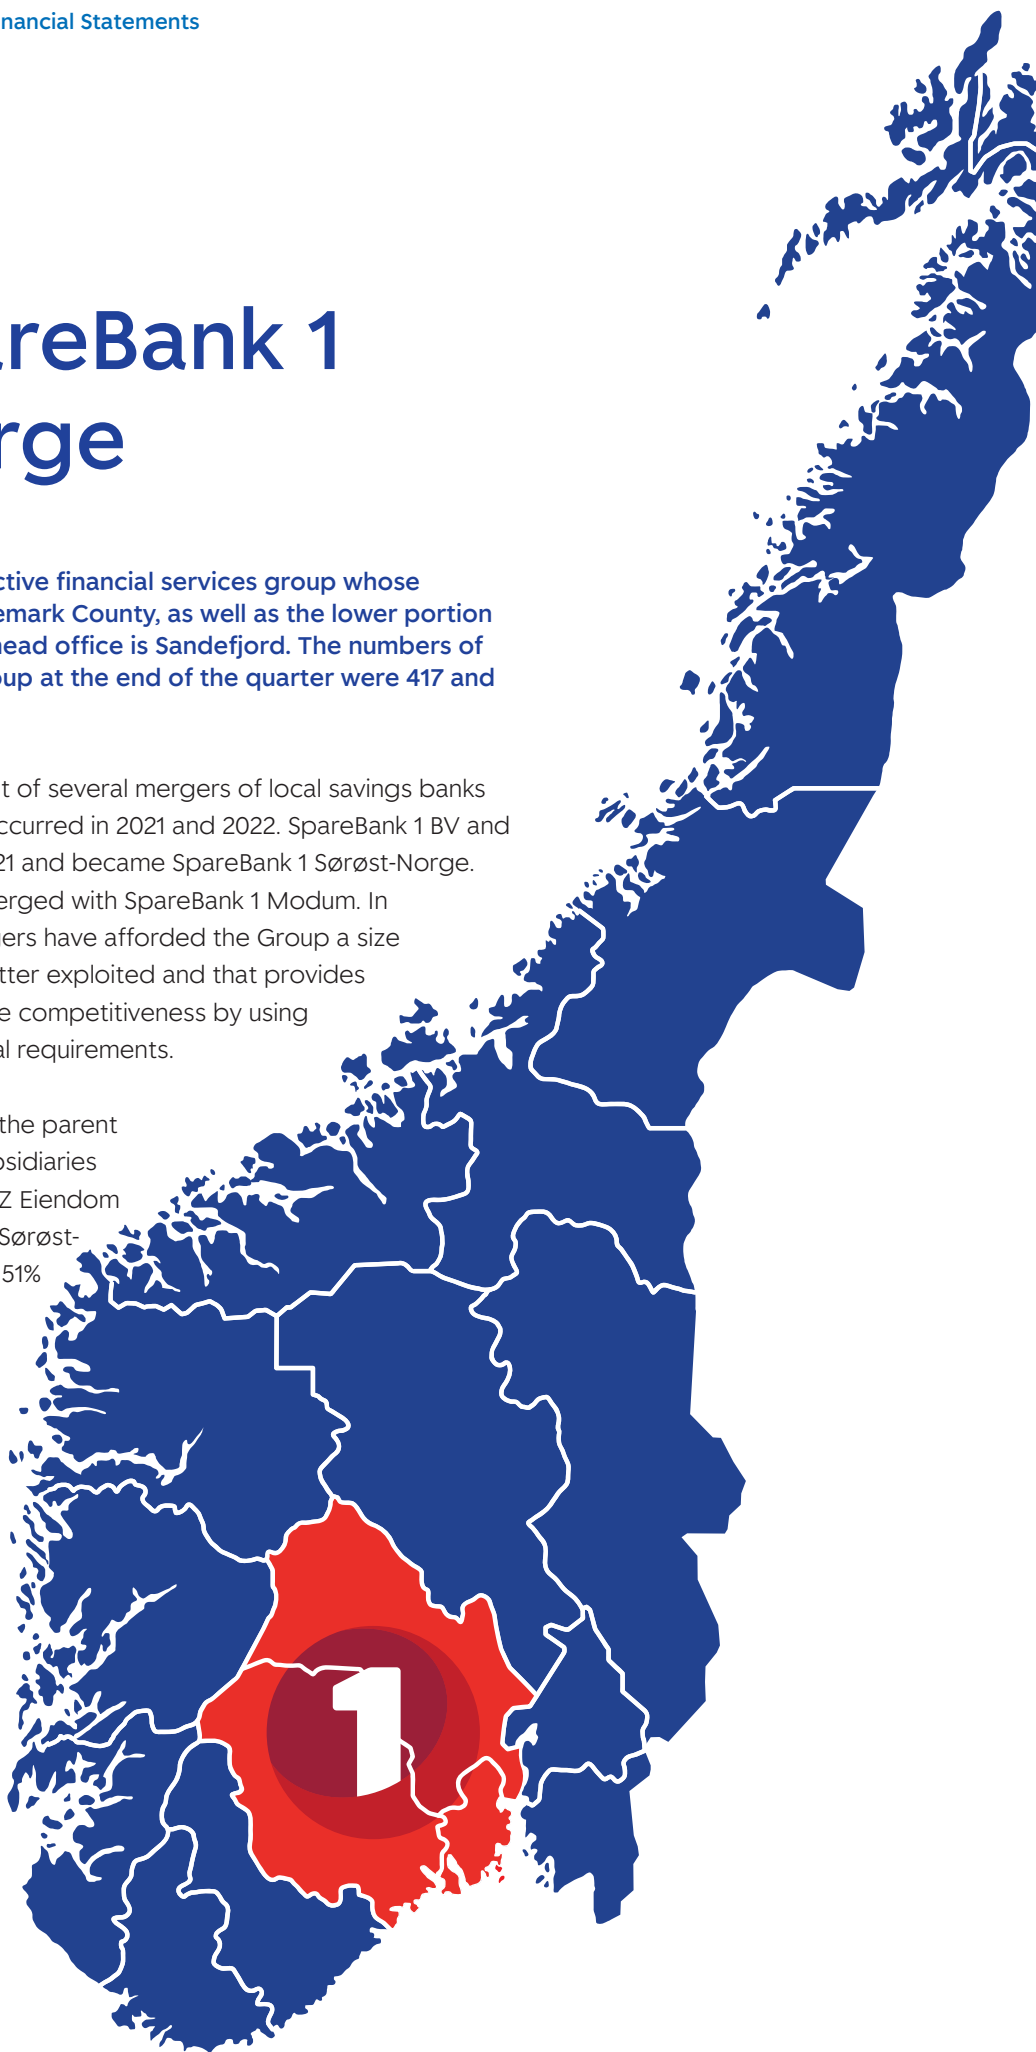 nancial Statements
reBank 1
rge
ctive financial services group whose
emark County, as well as the lower portion
head office is Sandefjord. The numbers of
oup at the end of the quarter were 417 and
t of several mergers of local savings banks
ccurred in 2021 and 2022. SpareBank 1 BV and
21 and became SpareBank 1 Sørøst-Norge.
erged with SpareBank 1 Modum. In
gers have afforded the Group a size
tter exploited and that provides
e competitiveness by using
al requirements.
the parent
bsidiaries
Z Eiendom
Sørøst-
51%
1